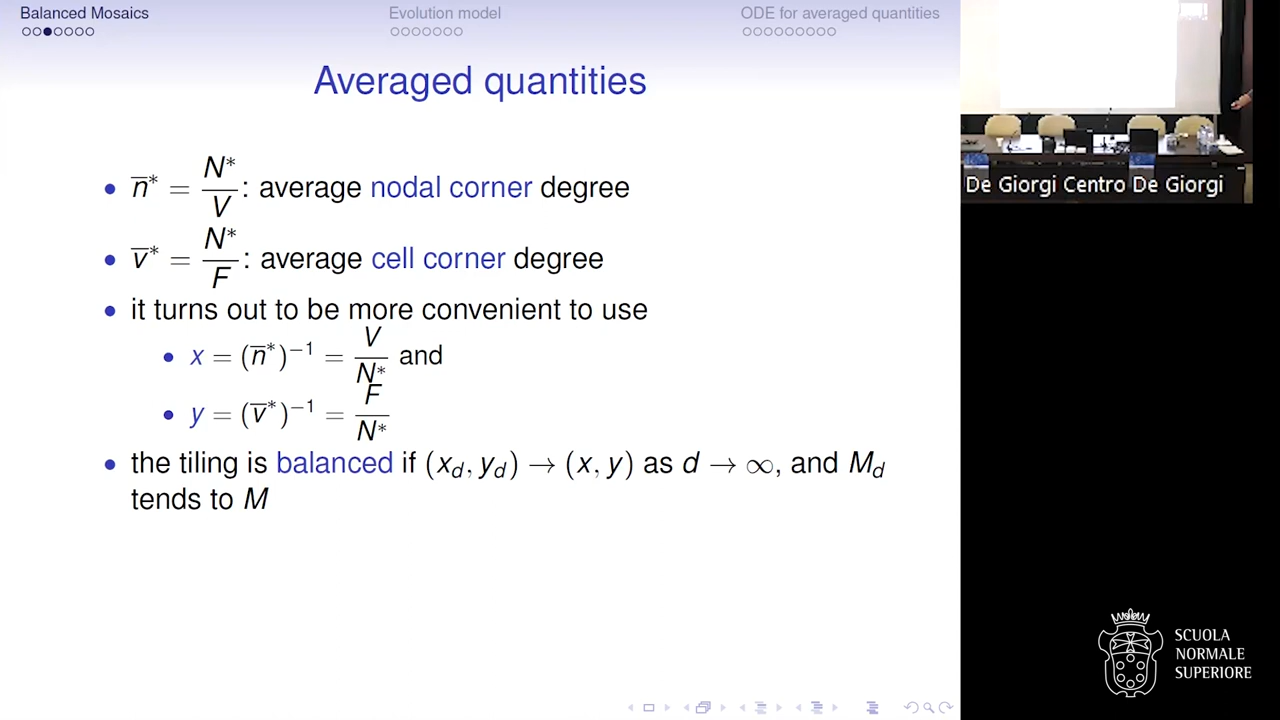 Balanced Mosaics Evolution model ODE for averaged quantities
Averaged quantities
• n̅* = N*/V : average nodal corner degree
• v̅* = N*/F : average cell corner degree
• it turns out to be more convenient to use
• x = (n̅*)⁻¹ = V/N* and
• y = (v̅*)⁻¹ = F/N*
• the tiling is balanced if (x_d, y_d) → (x, y) as d → ∞, and M_d
tends to M
De Giorgi Centro De Giorgi
SCUOLA
NORMALE
SUPERIORE